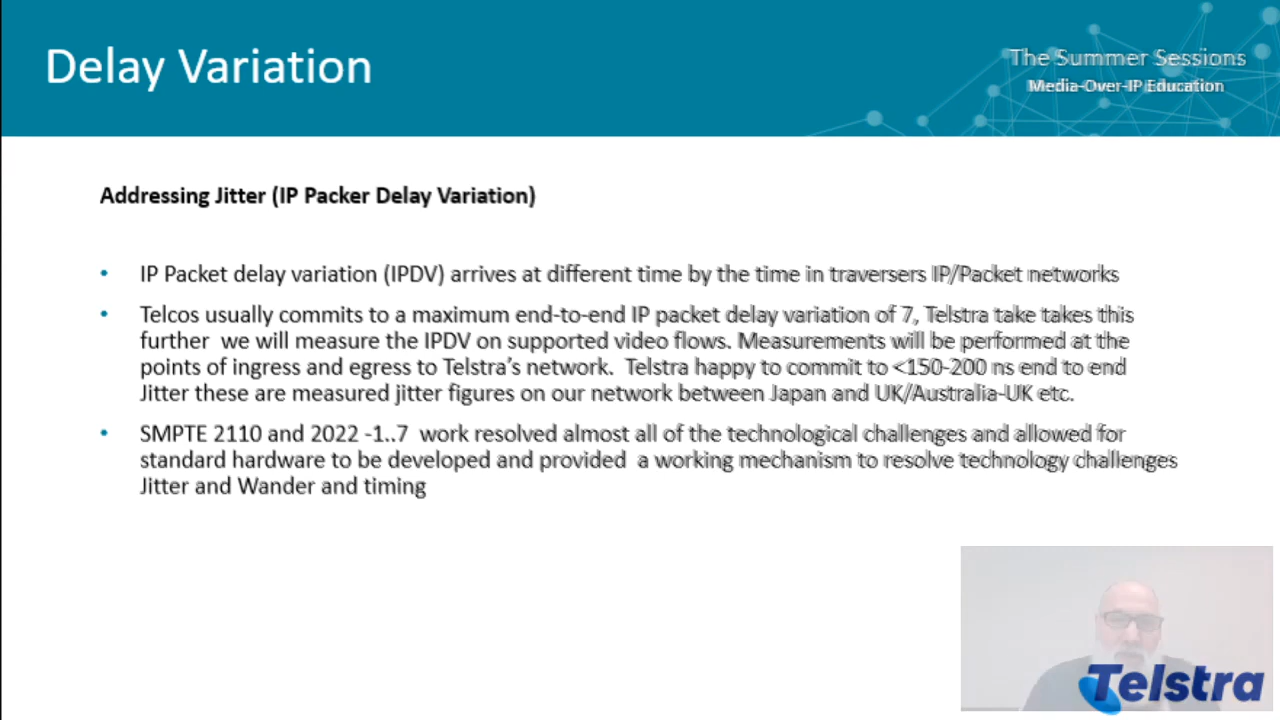 Delay Variation
The Summer Sessions
Media-Over-IP Education
Addressing Jitter (IP Packer Delay Variation)
• IP Packet delay variation (IPDV) arrives at different time by the time in traversers IP/Packet networks
• Telcos usually commits to a maximum end-to-end IP packet delay variation of 7, Telstra take takes this
further we will measure the IPDV on supported video flows. Measurements will be performed at the
points of ingress and egress to Telstra's network. Telstra happy to commit to <150-200 ns end to end
Jitter these are measured jitter figures on our network between Japan and UK/Australia-UK etc.
• SMPTE 2110 and 2022 -1..7 work resolved almost all of the technological challenges and allowed for
standard hardware to be developed and provided a working mechanism to resolve technology challenges
Jitter and Wander and timing
Telstra